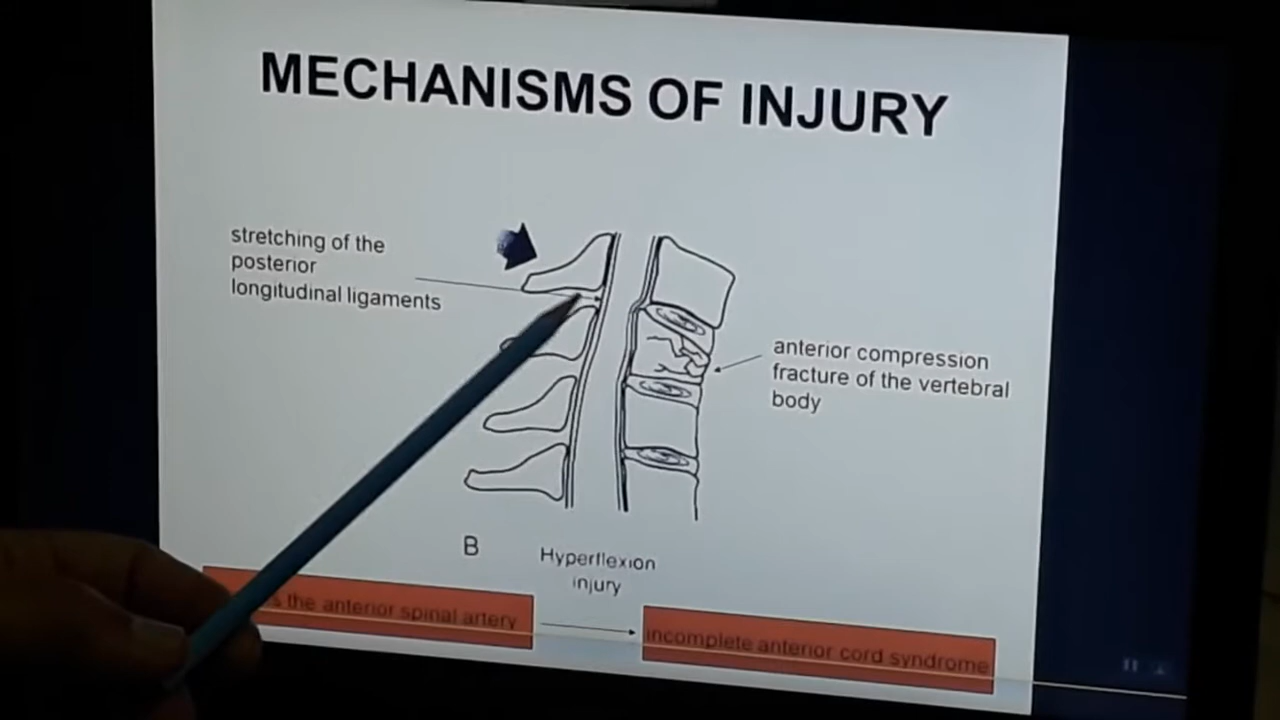 MECHANISMS OF INJURY
stretching of the
posterior
longitudinal ligaments
anterior compression
fracture of the vertebral
body
B
Hyperflexion
injury
the anterior spinal artery
incomplete anterior cord syndrome